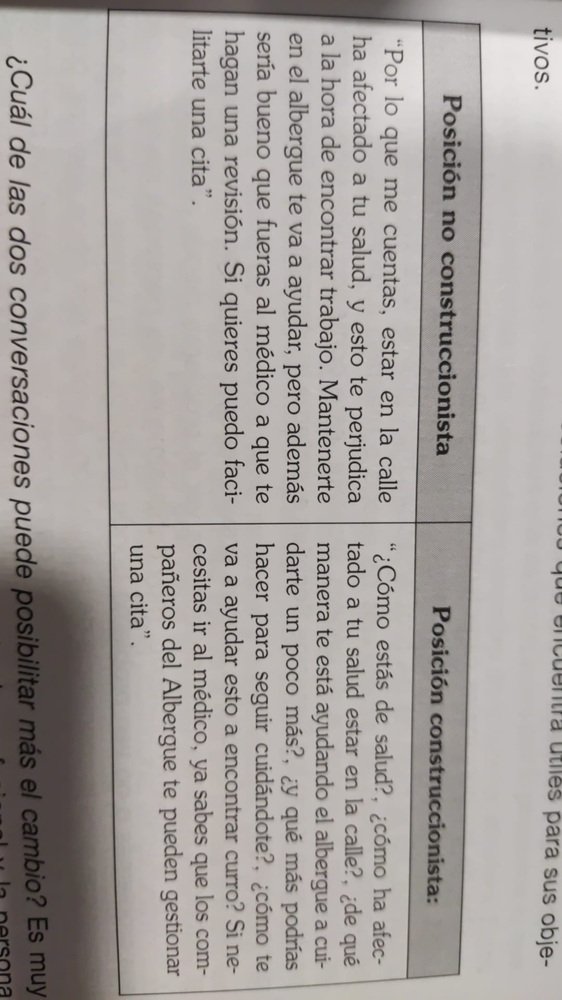 que encuentra útiles para sus obje-
tivos.
Posición no construccionista
“Por lo que me cuentas, estar en la calle
ha afectado a tu salud, y esto te perjudica
a la hora de encontrar trabajo. Mantenerte
en el albergue te va a ayudar, pero además
sería bueno que fueras al médico a que te
hagan una revisión. Si quieres puedo faci-
litarte una cita”.
Posición construccionista:
“¿Cómo estás de salud?, ¿cómo ha afec-
tado a tu salud estar en la calle?, ¿de qué
manera te está ayudando el albergue a cui-
darte un poco más?, ¿y qué más podrías
hacer para seguir cuidándote?, ¿cómo te
va a ayudar esto a encontrar curro? Si ne-
cesitas ir al médico, ya sabes que los com-
pañeros del Albergue te pueden gestionar
una cita”.
¿Cuál de las dos conversaciones puede posibilitar más el cambio? Es muy
y la persona